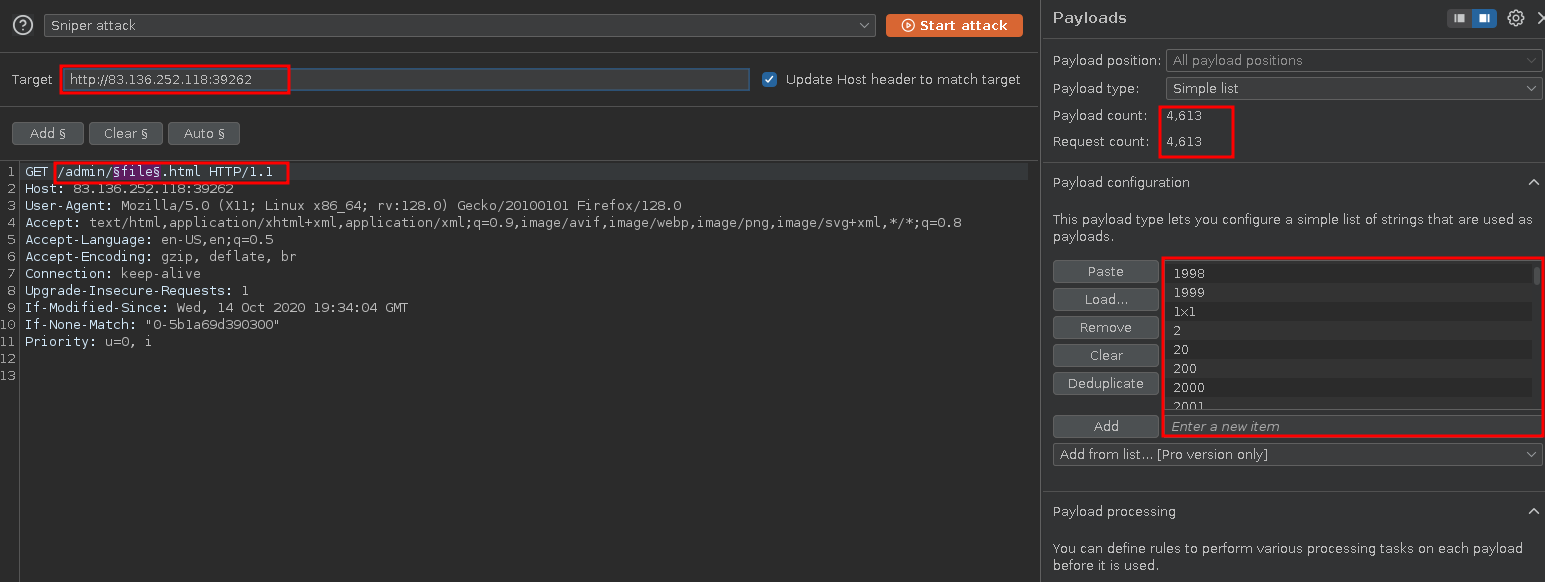 Sniper attack
Start attack
Target http://83.136.252.118:39262 Update Host header to match target
Add § Clear § Auto §
1 GET /admin/§file§.html HTTP/1.1
2 Host: 83.136.252.118:39262
3 User-Agent: Mozilla/5.0 (X11; Linux x86_64; rv:128.0) Gecko/20100101 Firefox/128.0
4 Accept: text/html,application/xhtml+xml,application/xml;q=0.9,image/avif,image/webp,image/png,image/svg+xml,*/*;q=0.8
5 Accept-Language: en-US,en;q=0.5
6 Accept-Encoding: gzip, deflate, br
7 Connection: keep-alive
8 Upgrade-Insecure-Requests: 1
9 If-Modified-Since: Wed, 14 Oct 2020 19:34:04 GMT
10 If-None-Match: "0-5b1a69d390300"
11 Priority: u=0, i
12
13
Payloads
Payload position: All payload positions
Payload type: Simple list
Payload count: 4,613
Request count: 4,613
Payload configuration
This payload type lets you configure a simple list of strings that are used as
payloads.
Paste
Load...
Remove
Clear
Deduplicate
1998
1999
1x1
2
20
200
2000
2001
Add Enter a new item
Add from list... [Pro version only]
Payload processing
You can define rules to perform various processing tasks on each payload
before it is used.